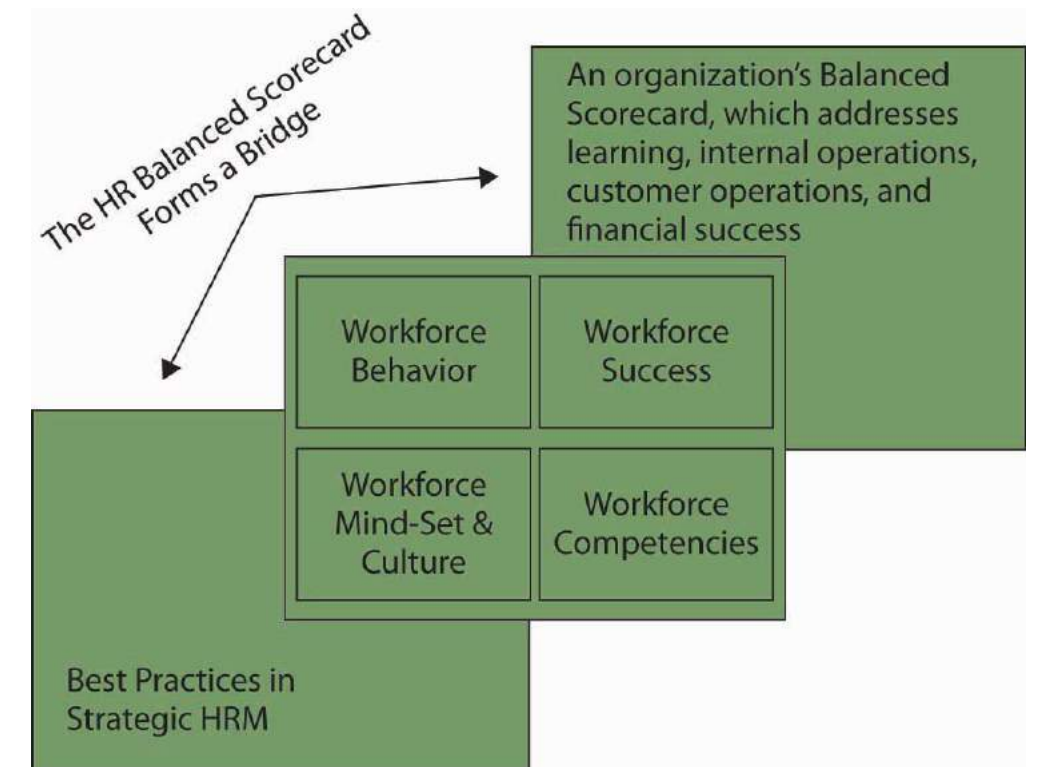 The HR Balanced Scorecard
Forms a Bridge
An organization's Balanced
Scorecard, which addresses
learning, internal operations,
customer operations, and
financial success
Workforce
Behavior
Workforce
Success
Workforce
Mind-Set &
Culture
Workforce
Competencies
Best Practices in
Strategic HRM